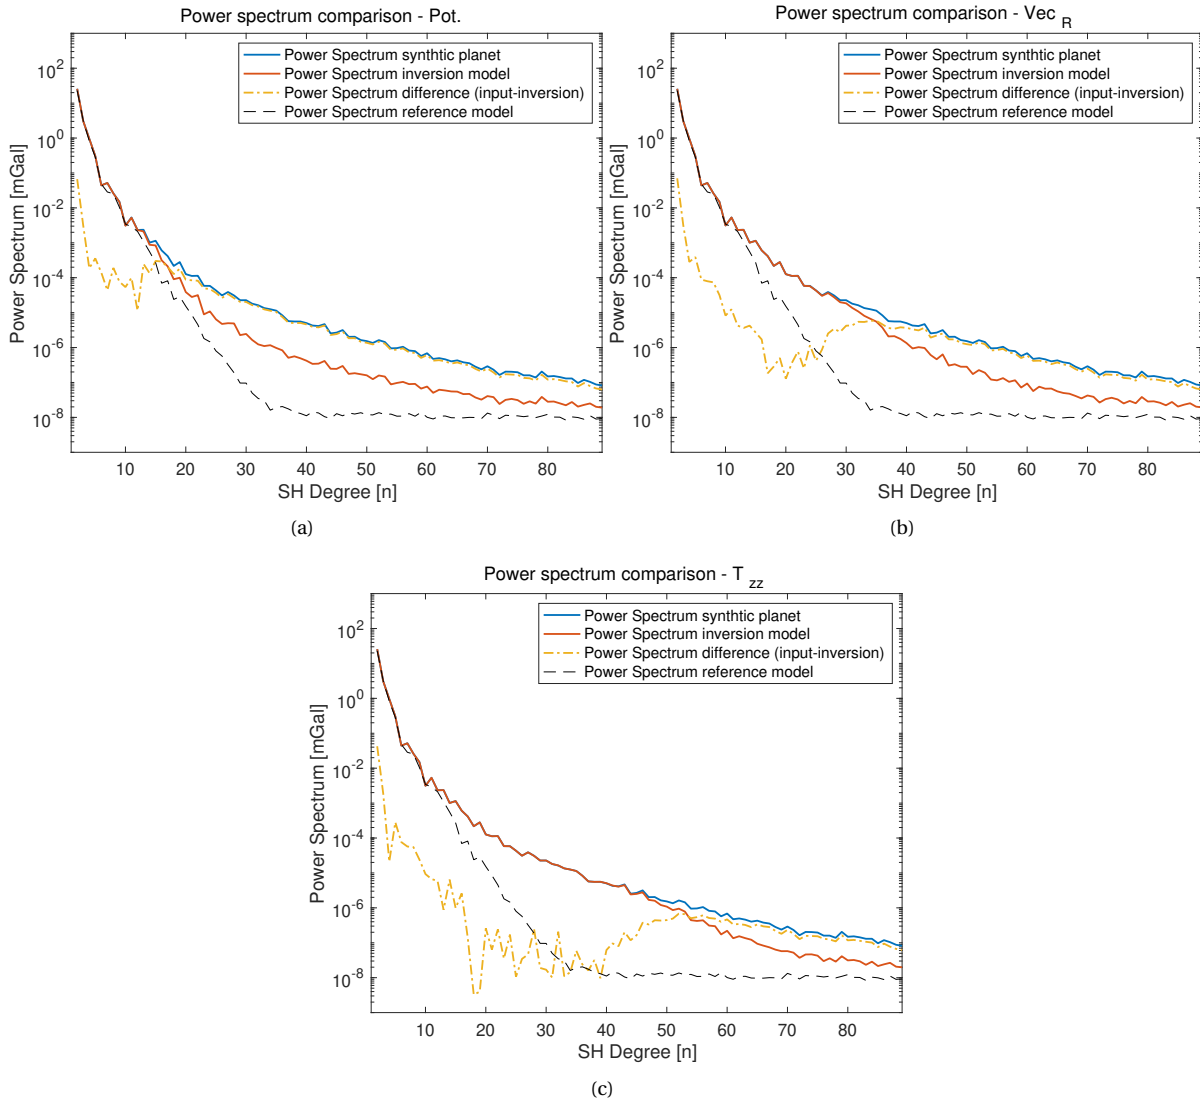 Power spectrum comparison - Pot.
Power Spectrum [mGal]
10^2
10^0
10^-2
10^-4
10^-6
10^-8
Power Spectrum synthtic planet
Power Spectrum inversion model
Power Spectrum difference (input-inversion)
Power Spectrum reference model
10 20 30 40 50 60 70 80
SH Degree [n]
(a)
Power spectrum comparison - Vec_R
Power Spectrum [mGal]
10^2
10^0
10^-2
10^-4
10^-6
10^-8
Power Spectrum synthtic planet
Power Spectrum inversion model
Power Spectrum difference (input-inversion)
Power Spectrum reference model
10 20 30 40 50 60 70 80
SH Degree [n]
(b)
Power spectrum comparison - T_zz
Power Spectrum [mGal]
10^2
10^0
10^-2
10^-4
10^-6
10^-8
Power Spectrum synthtic planet
Power Spectrum inversion model
Power Spectrum difference (input-inversion)
Power Spectrum reference model
10 20 30 40 50 60 70 80
SH Degree [n]
(c)